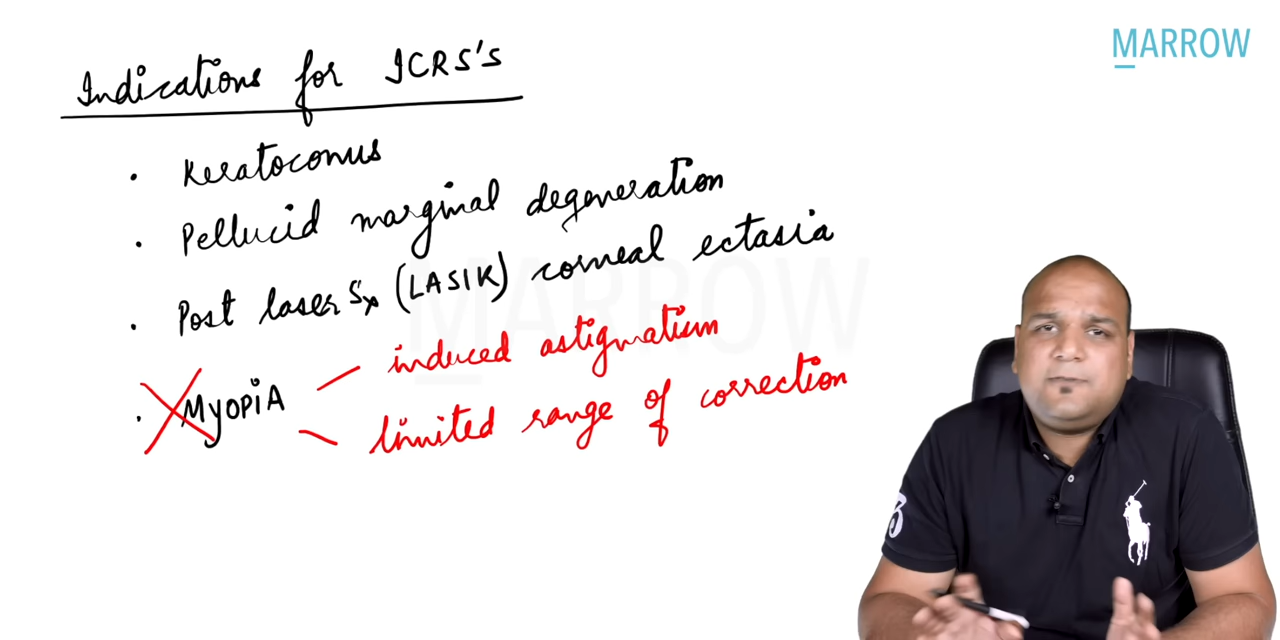 MARROW
Indications for ICRS's
· Keratoconus
· Pellucid marginal degeneration
· Post laser Sx (LASIK) corneal ectasia
· MyopiA
induced astigmatism
limited range of correction
MARROW